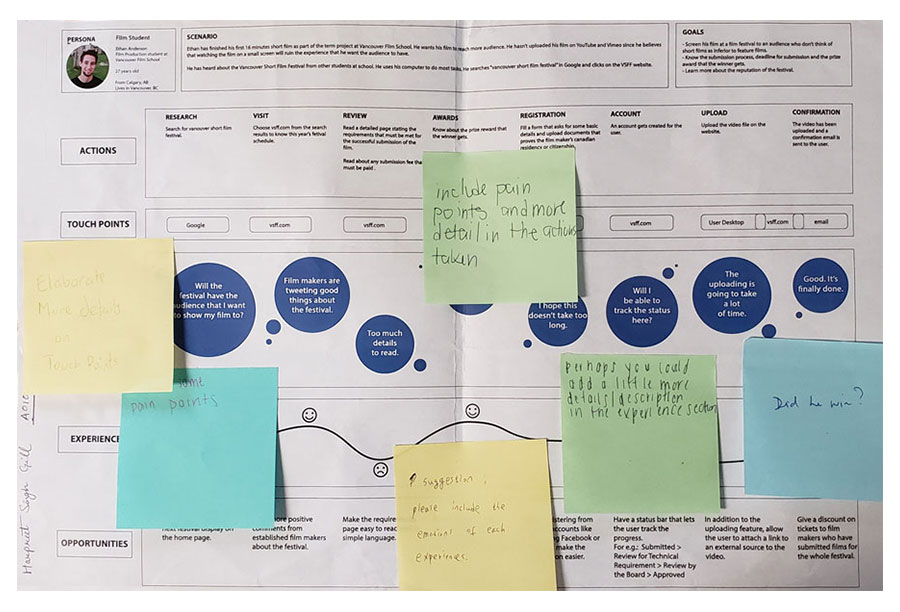 PERSONA
Film Student
Ethan Anderson
Film Production student at
Vancouver Film School
27 years old
From Calgary, AB
Lives in Vancouver, BC
SCENARIO
Ethan has finished his first 16 minutes short film as part of the term project at Vancouver Film School. He wants his film to reach more audience. He hasn't uploaded his film on YouTube and Vimeo since he believes
that watching the film on a small screen will ruin the experience that he want the audience to have.
He has heard about the Vancouver Short Film Festival from other students at school. He uses his computer to do most tasks. He searches "vancouver short film festival" in Google and clicks on the VSFF website.
GOALS
- Screen his film at a film festival to an audience who don't think of
short films as inferior to feature films.
- Know the submission process, deadline for submission and the prize
award that the winner gets.
- Learn more about the reputation of the festival.
ACTIONS
RESEARCH
Search for vancover short film
festival.
VISIT
Choose vsff.com from the search
results to know this year's fetival
schedule.
REVIEW
Read a detailed page stating the
requirements that must be for
the successful submission of the
film.
Read about any submission fee tha
must be paid .
AWARDS
Know about the prize reward that
the winner gets.
REGISTRATION
Fill a form that asks for some basic
details and upload documents that
proves the film maker's canadian
residency or citizenship.
ACCOUNT
An account gets created for the
user.
UPLOAD
Upload the video file on the
website.
CONFIRMATION
The video has been
uploaded and a
confirmation email is
sent to the user.
include pain
points and more
detail in the actions
taken
TOUCH POINTS
Google
vsff.com
vsff.com
vsff.com
User Desktop
vsff.com
email
Elaborate
More details
on
Touch Points
Will the
festival have the
udience that I want
to show my film to?
Film makers are
tweeting good
things about
the festival.
Too much
details
to read.
I hope this
doesn't take too
long.
Will I
be able to
track the status
here?
The
uploading is
going to take
a lot
of time.
Good. It's
finally done.
pain points
perhaps you could
add a little more
details/description
in the experience section
Did he win?
EXPERIENCE
suggestion :
please include the
emotions of each
experience.
OPPORTUNITIES
next festival display on
the home page.
ore positive
comments from
established film makers
about the festival.
Make the require
page easy to rea
simple language.
istering from
accounts like
ng Facebook or
make the
on easier.
Have a status bar that lets
the user track the
progress.
For e.g.: Submitted >
Review for Technical
Requirement > Review by
the Board > Approved
In addition to the
uploading feature, allow
the user to attach a link to
an external source to the
video.
Give a discount on
tickets to film
makers who have
submitted films for
the whole festival.
Harpreet Singh Gill